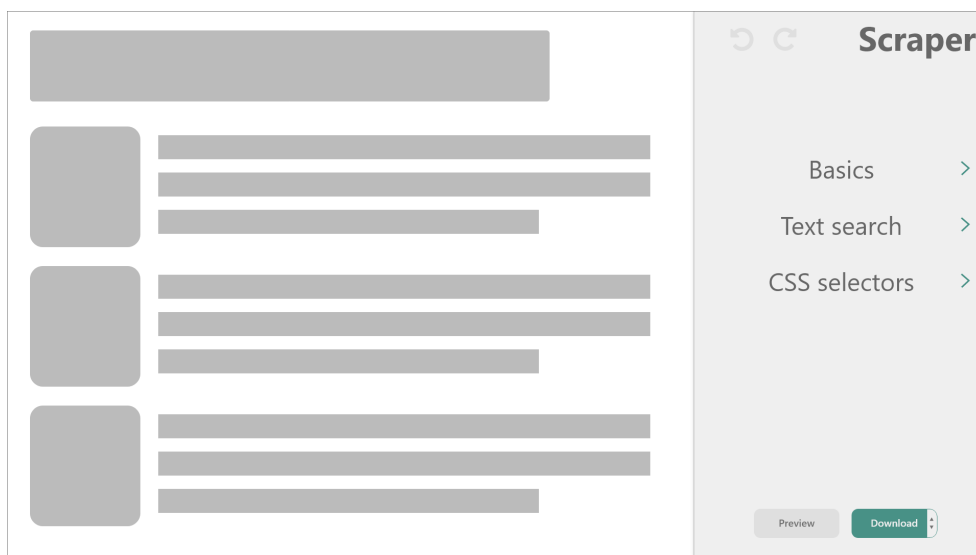 Scraper
Basics
Text search
CSS selectors
Preview
Download